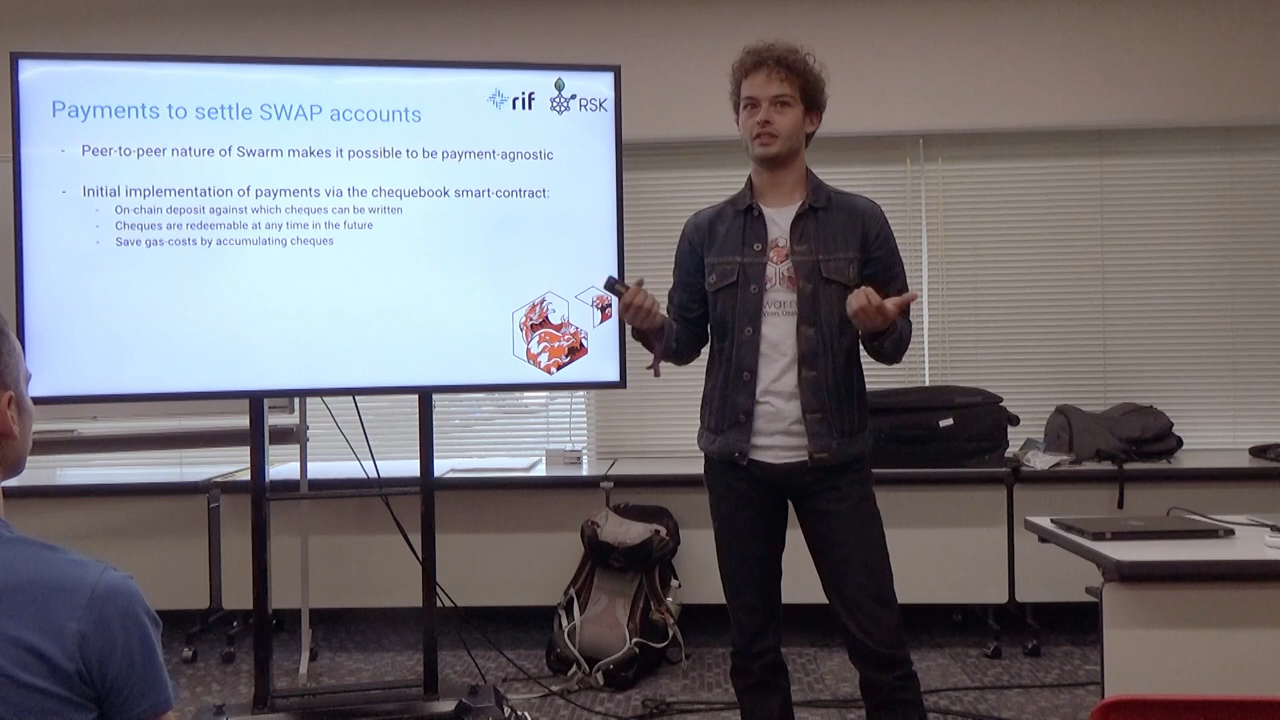 Payments to settle SWAP accounts
rif
RSK
- Peer-to-peer nature of Swarm makes it possible to be payment-agnostic
- Initial implementation of payments via the chequebook smart-contract:
- On-chain deposit against which cheques can be written
- Cheques are redeemable at any time in the future
- Save gas-costs by accumulating cheques